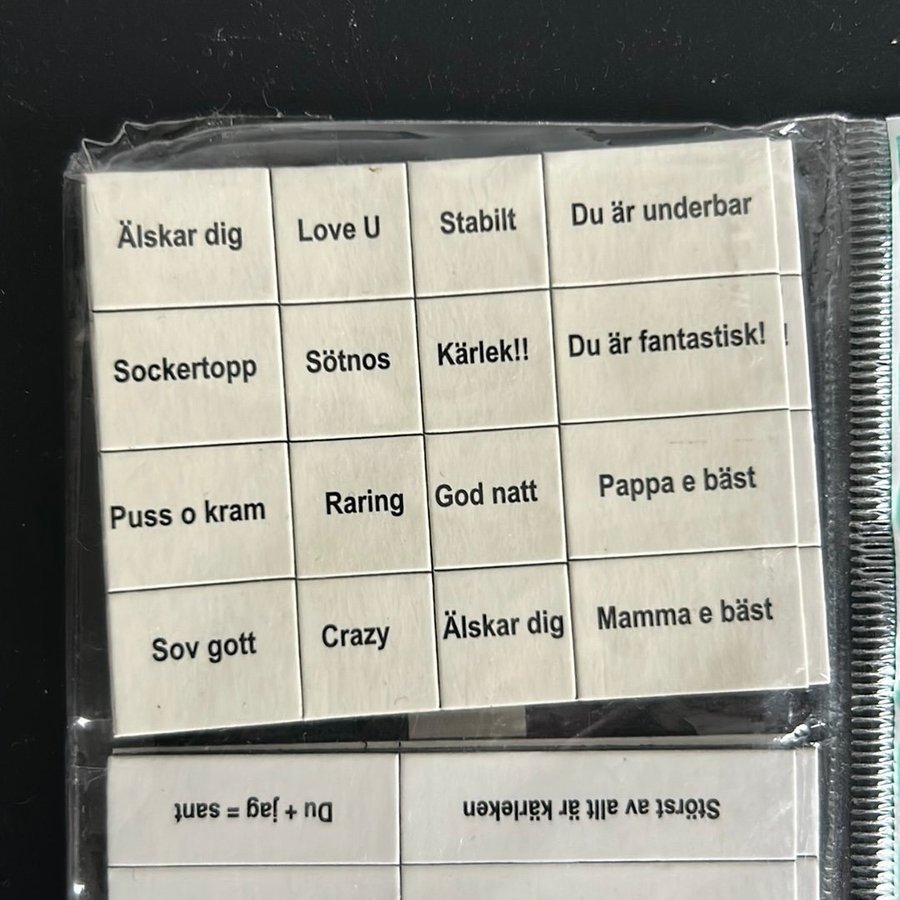 Älskar dig Love U Stabilt Du är underbar
Sockertopp Sötnos Kärlek!! Du är fantastisk! !
Puss o kram Raring God natt Pappa e bäst
Sov gott Crazy Älskar dig Mamma e bäst
Du + jag = sant Störst av allt är kärleken